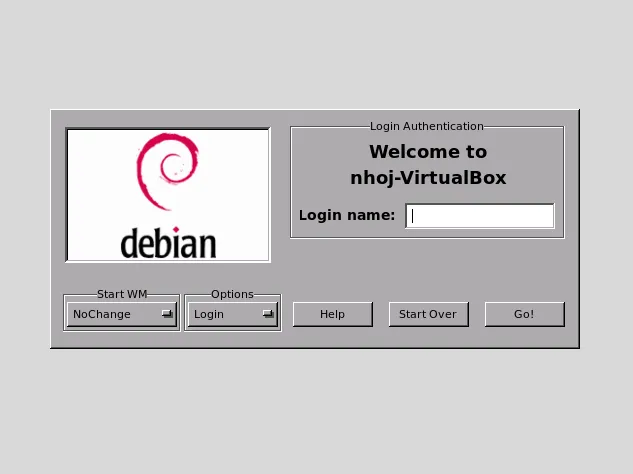 debian
Login Authentication
Welcome to
nhoj-VirtualBox
Login name:
Start WM
NoChange
Options
Login
Help
Start Over
Go!